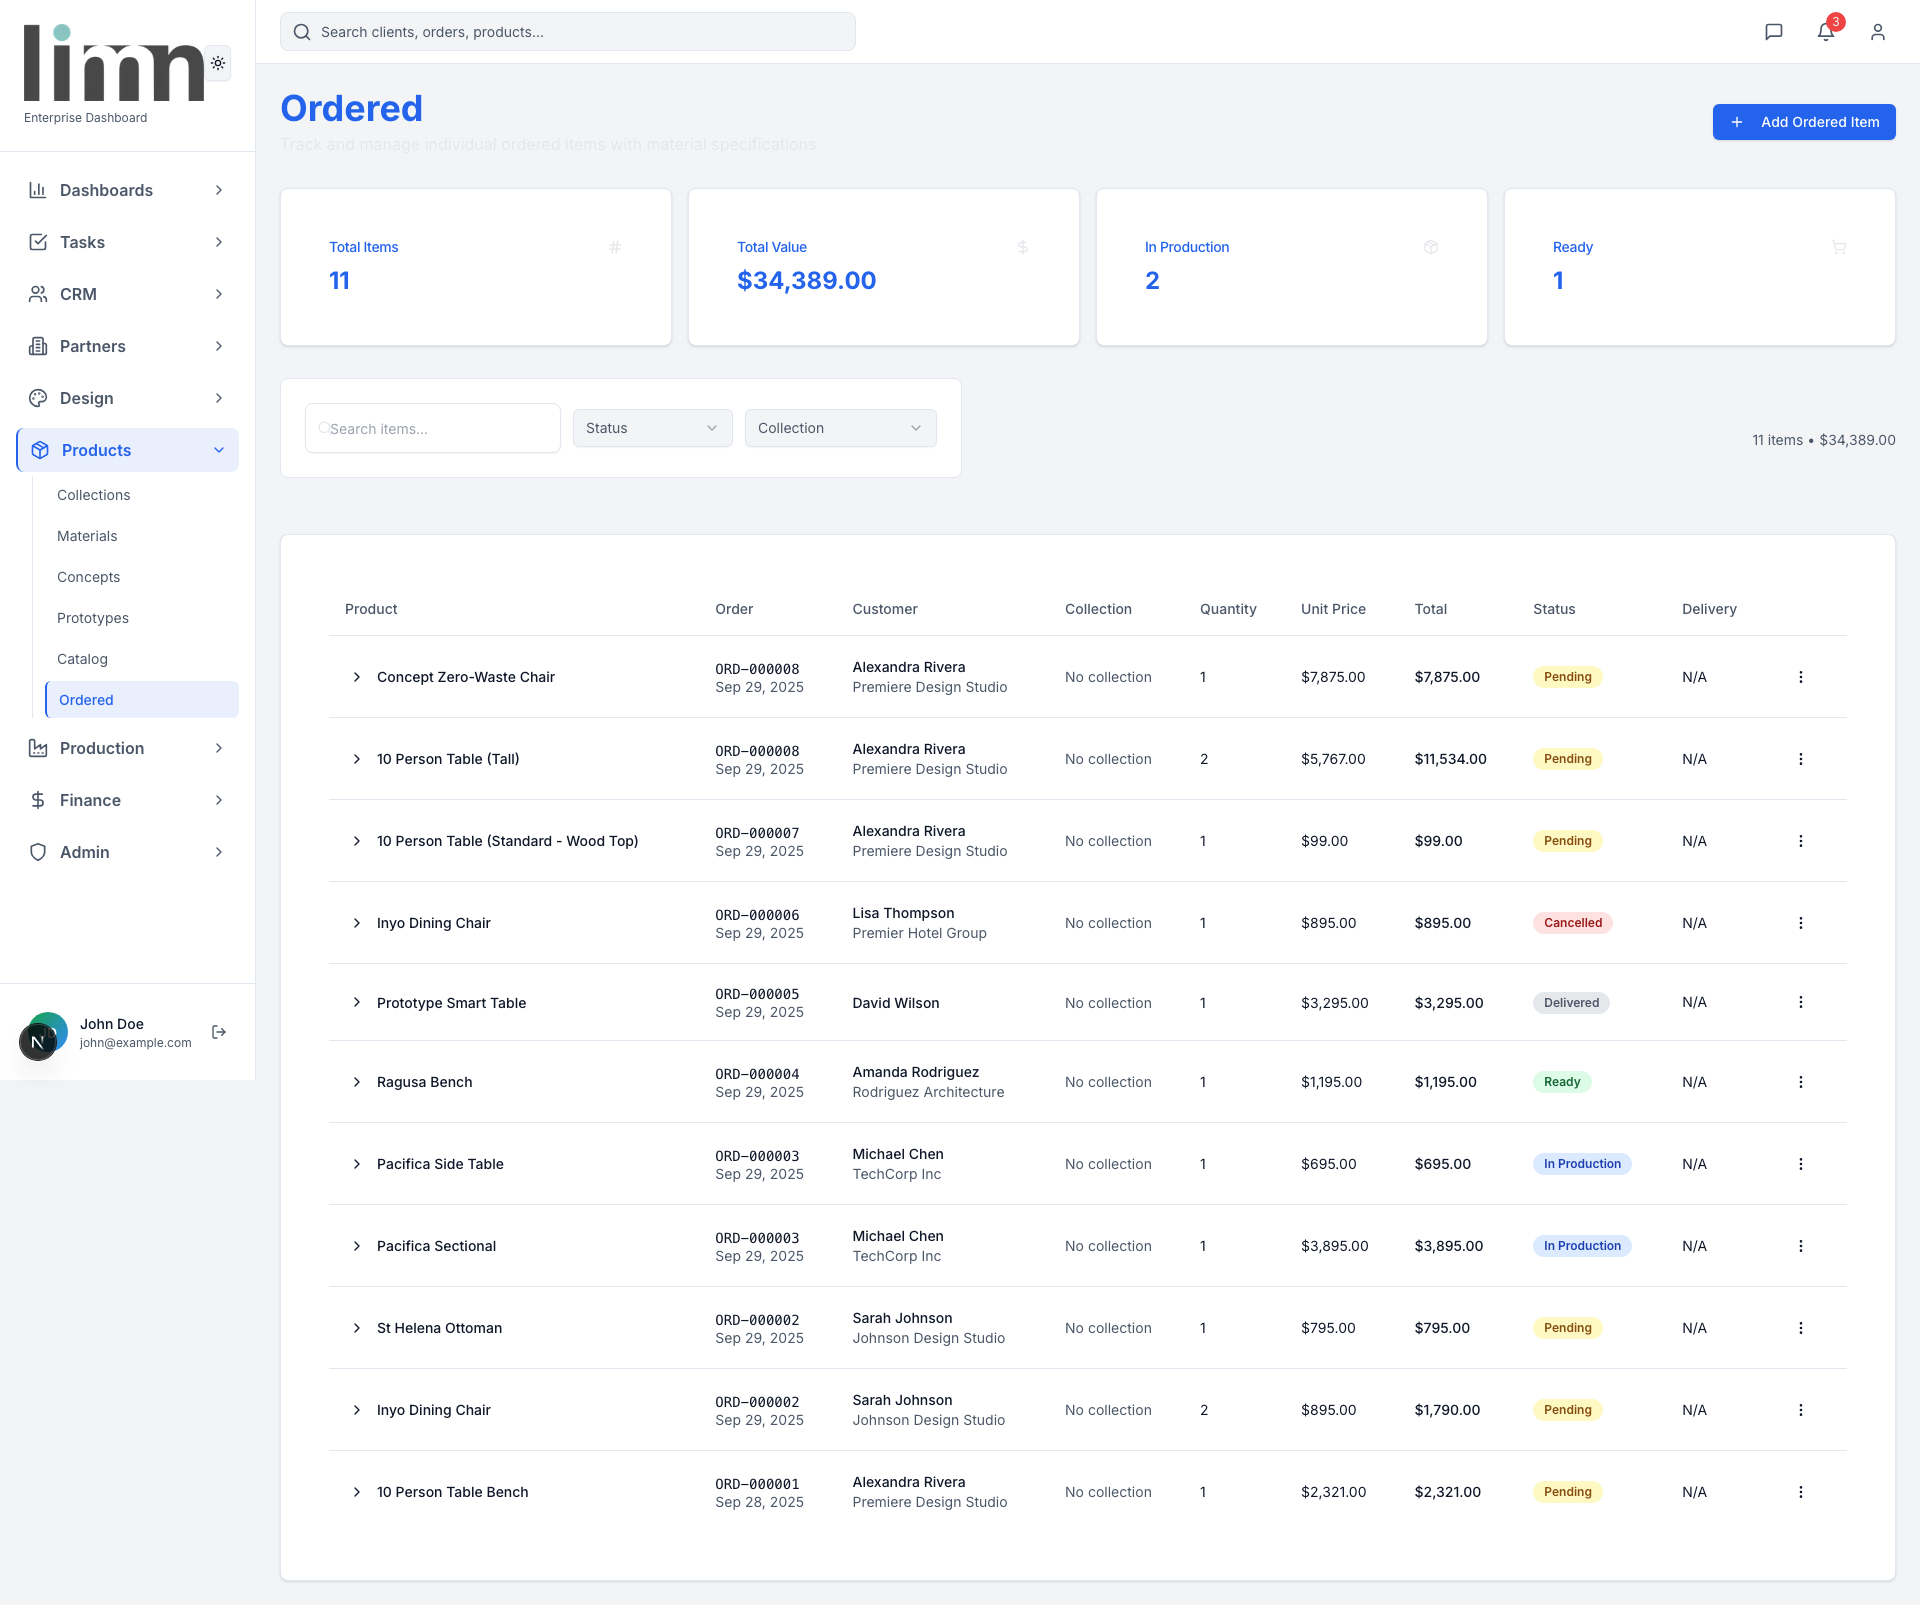 limn
Enterprise Dashboard
Search clients, orders, products...
3
Dashboards
Tasks
CRM
Partners
Design
Products
Collections
Materials
Concepts
Prototypes
Catalog
Ordered
Production
Finance
Admin
N
John Doe
john@example.com
Ordered
Track and manage individual ordered items with material specifications
+ Add Ordered Item
Total Items #
11
Total Value $
$34,389.00
In Production
2
Ready
1
Search items...
Status
Collection
11 items • $34,389.00
Product Order Customer Collection Quantity Unit Price Total Status Delivery
Concept Zero-Waste Chair ORD-000008 Alexandra Rivera No collection 1 $7,875.00 $7,875.00 Pending N/A
Sep 29, 2025 Premiere Design Studio
10 Person Table (Tall) ORD-000008 Alexandra Rivera No collection 2 $5,767.00 $11,534.00 Pending N/A
Sep 29, 2025 Premiere Design Studio
10 Person Table (Standard - Wood Top) ORD-000007 Alexandra Rivera No collection 1 $99.00 $99.00 Pending N/A
Sep 29, 2025 Premiere Design Studio
Inyo Dining Chair ORD-000006 Lisa Thompson No collection 1 $895.00 $895.00 Cancelled N/A
Sep 29, 2025 Premier Hotel Group
Prototype Smart Table ORD-000005 David Wilson No collection 1 $3,295.00 $3,295.00 Delivered N/A
Sep 29, 2025
Ragusa Bench ORD-000004 Amanda Rodriguez No collection 1 $1,195.00 $1,195.00 Ready N/A
Sep 29, 2025 Rodriguez Architecture
Pacifica Side Table ORD-000003 Michael Chen No collection 1 $695.00 $695.00 In Production N/A
Sep 29, 2025 TechCorp Inc
Pacifica Sectional ORD-000003 Michael Chen No collection 1 $3,895.00 $3,895.00 In Production N/A
Sep 29, 2025 TechCorp Inc
St Helena Ottoman ORD-000002 Sarah Johnson No collection 1 $795.00 $795.00 Pending N/A
Sep 29, 2025 Johnson Design Studio
Inyo Dining Chair ORD-000002 Sarah Johnson No collection 2 $895.00 $1,790.00 Pending N/A
Sep 29, 2025 Johnson Design Studio
10 Person Table Bench ORD-000001 Alexandra Rivera No collection 1 $2,321.00 $2,321.00 Pending N/A
Sep 28, 2025 Premiere Design Studio